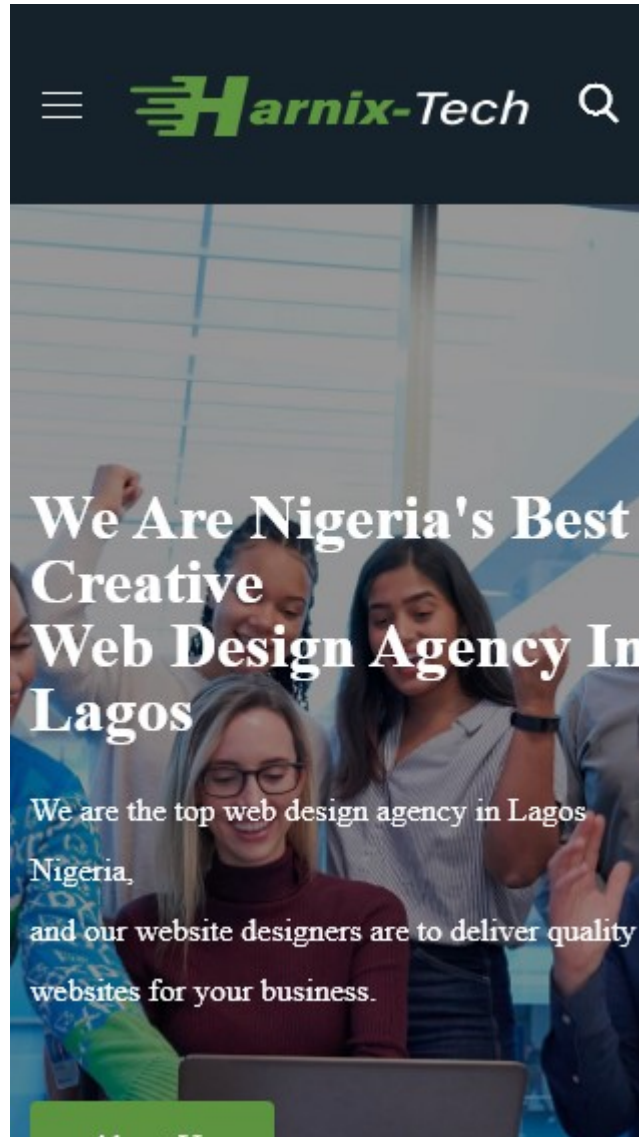 Harnix-Tech
We Are Nigeria's Best
Creative
Web Design Agency In
Lagos
We are the top web design agency in Lagos
Nigeria,
and our website designers are to deliver quality
websites for your business.